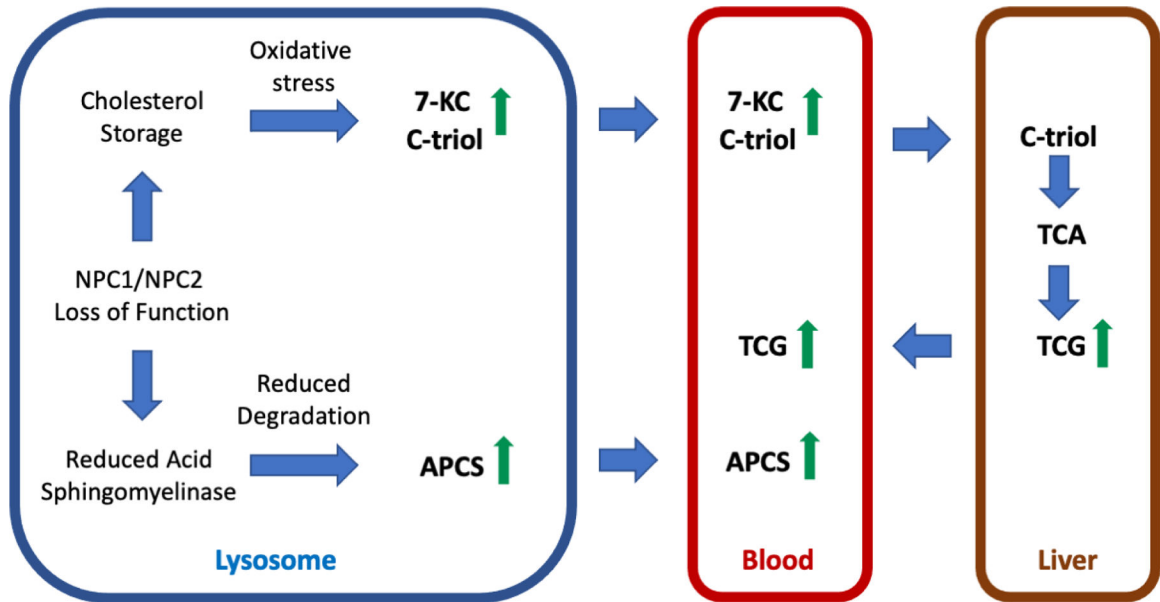 Oxidative
stress
Cholesterol
Storage
7-KC
C-triol
NPC1/NPC2
Loss of Function
Reduced
Degradation
Reduced Acid
Sphingomyelinase
APCS
Lysosome
7-KC
C-triol
TCG
APCS
Blood
C-triol
TCA
TCG
Liver